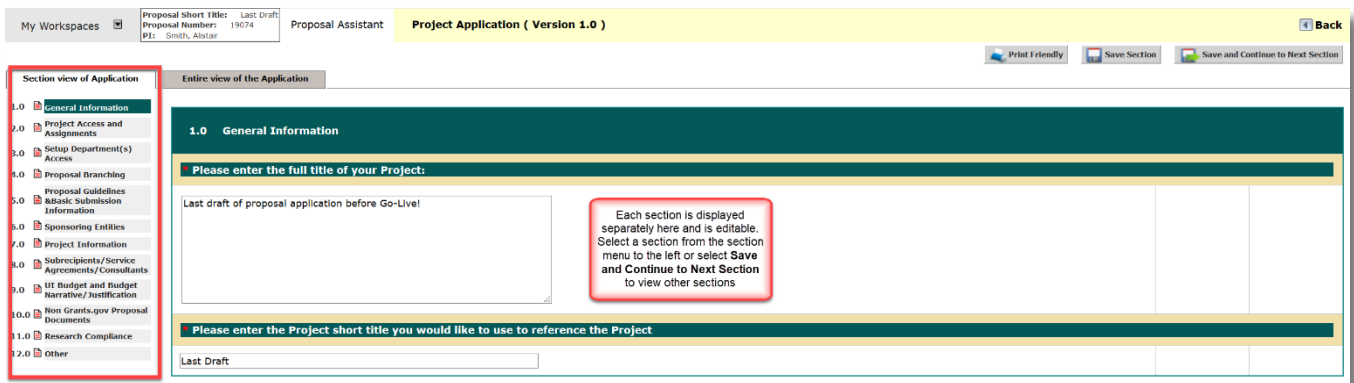 My Workspaces
Proposal Short Title: Last Draft
Proposal Number: 19074
PI: Smith, Alistair
Proposal Assistant
Project Application ( Version 1.0 )
Back
Print Friendly
Save Section
Save and Continue to Next Section
Section view of Application
Entire view of the Application
1.0 General Information
2.0 Project Access and
Assignments
3.0 Setup Department(s)
Access
4.0 Proposal Branching
5.0 Proposal Guidelines
&Basic Submission
Information
6.0 Sponsoring Entities
7.0 Project Information
8.0 Subrecipients/Service
Agreements/Consultants
9.0 UI Budget and Budget
Narrative/Justification
10.0 Non Grants.gov Proposal
Documents
11.0 Research Compliance
12.0 Other
1.0 General Information
* Please enter the full title of your Project:
Last draft of proposal application before Go-Live!
Each section is displayed
separately here and is editable.
Select a section from the section
menu to the left or select Save
and Continue to Next Section
to view other sections
* Please enter the Project short title you would like to use to reference the Project
Last Draft